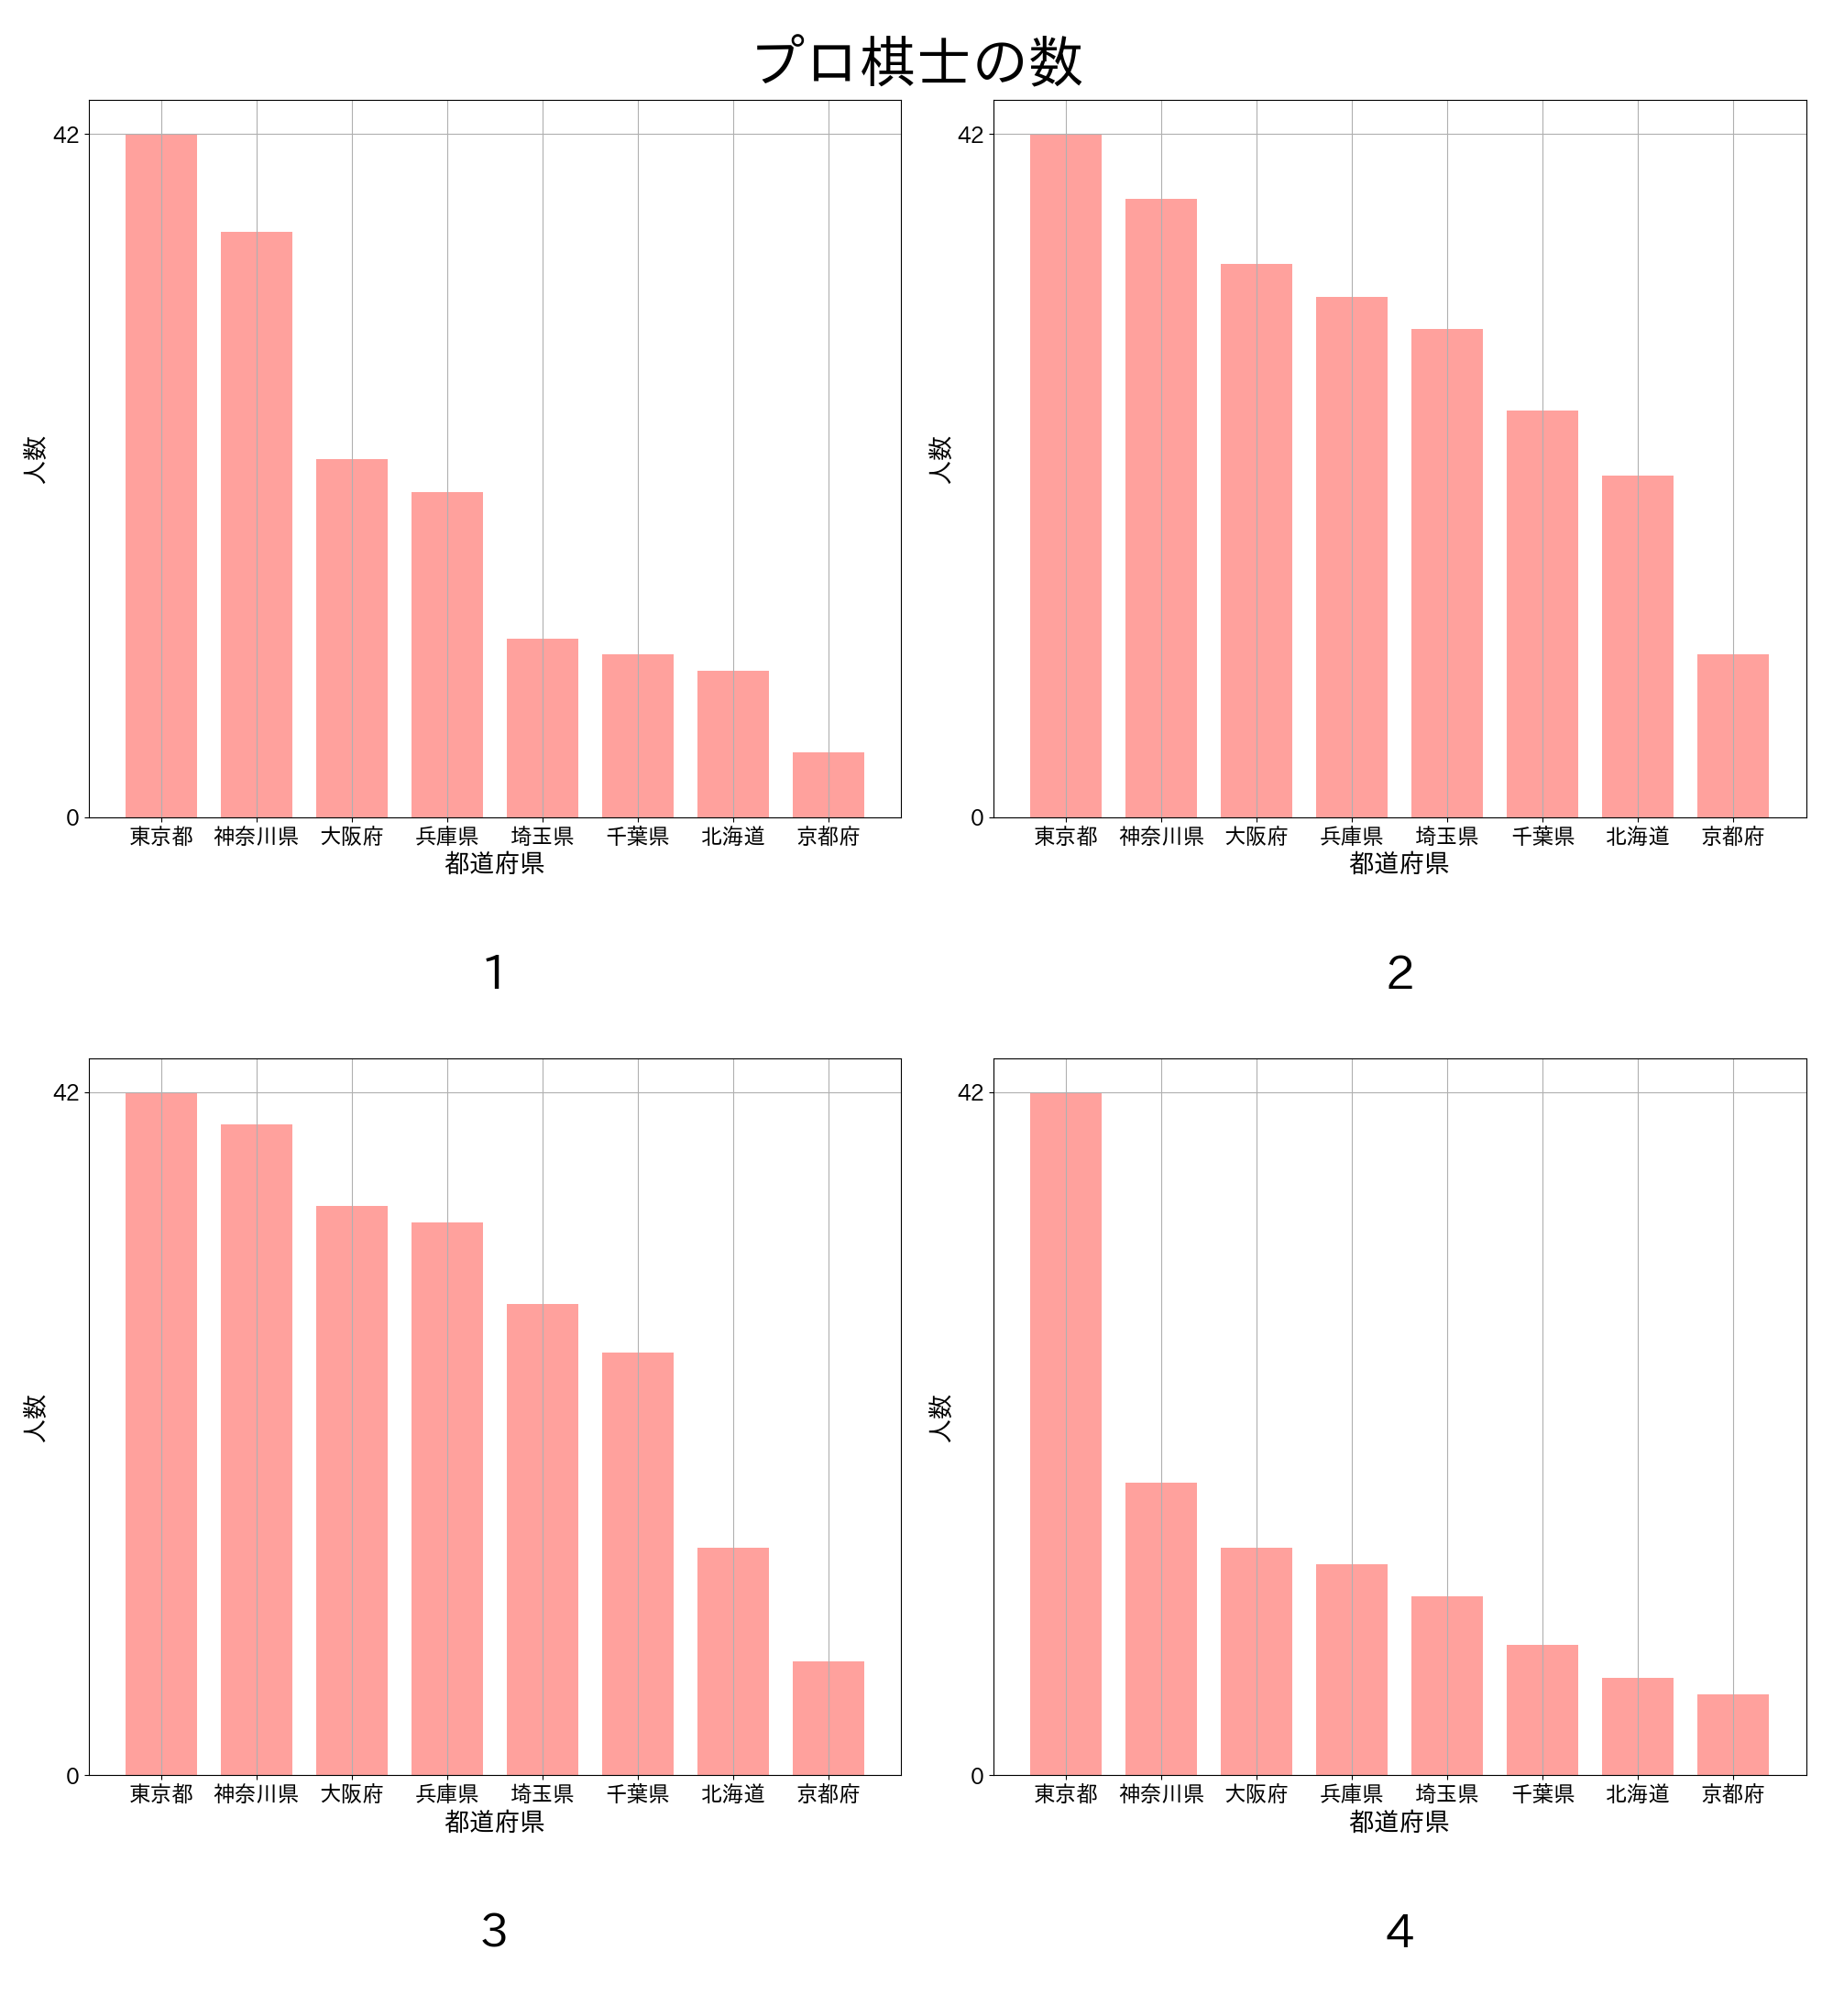 プロ棋士の数
42
0
人数
東京都 神奈川県 大阪府 兵庫県 埼玉県 千葉県 北海道 京都府
都道府県
1
42
0
人数
東京都 神奈川県 大阪府 兵庫県 埼玉県 千葉県 北海道 京都府
都道府県
2
42
0
人数
東京都 神奈川県 大阪府 兵庫県 埼玉県 千葉県 北海道 京都府
都道府県
3
42
0
人数
東京都 神奈川県 大阪府 兵庫県 埼玉県 千葉県 北海道 京都府
都道府県
4